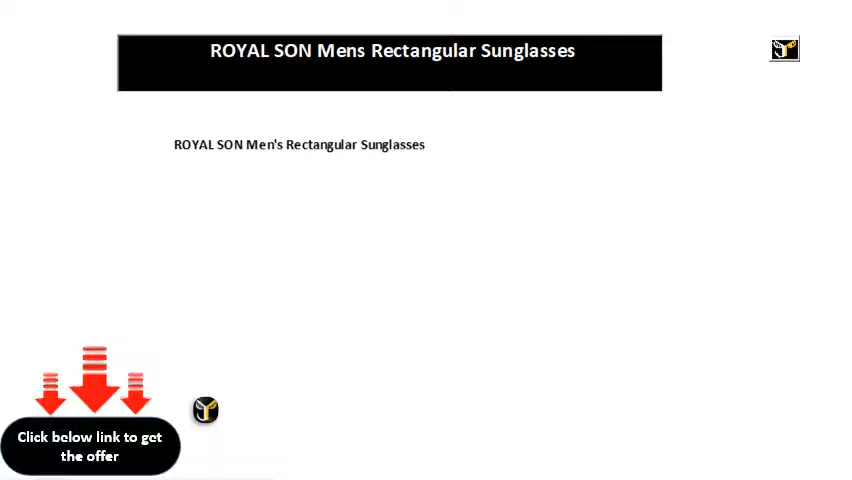 ROYAL SON Mens Rectangular Sunglasses
ROYAL SON Men's Rectangular Sunglasses
Click below link to get
the offer